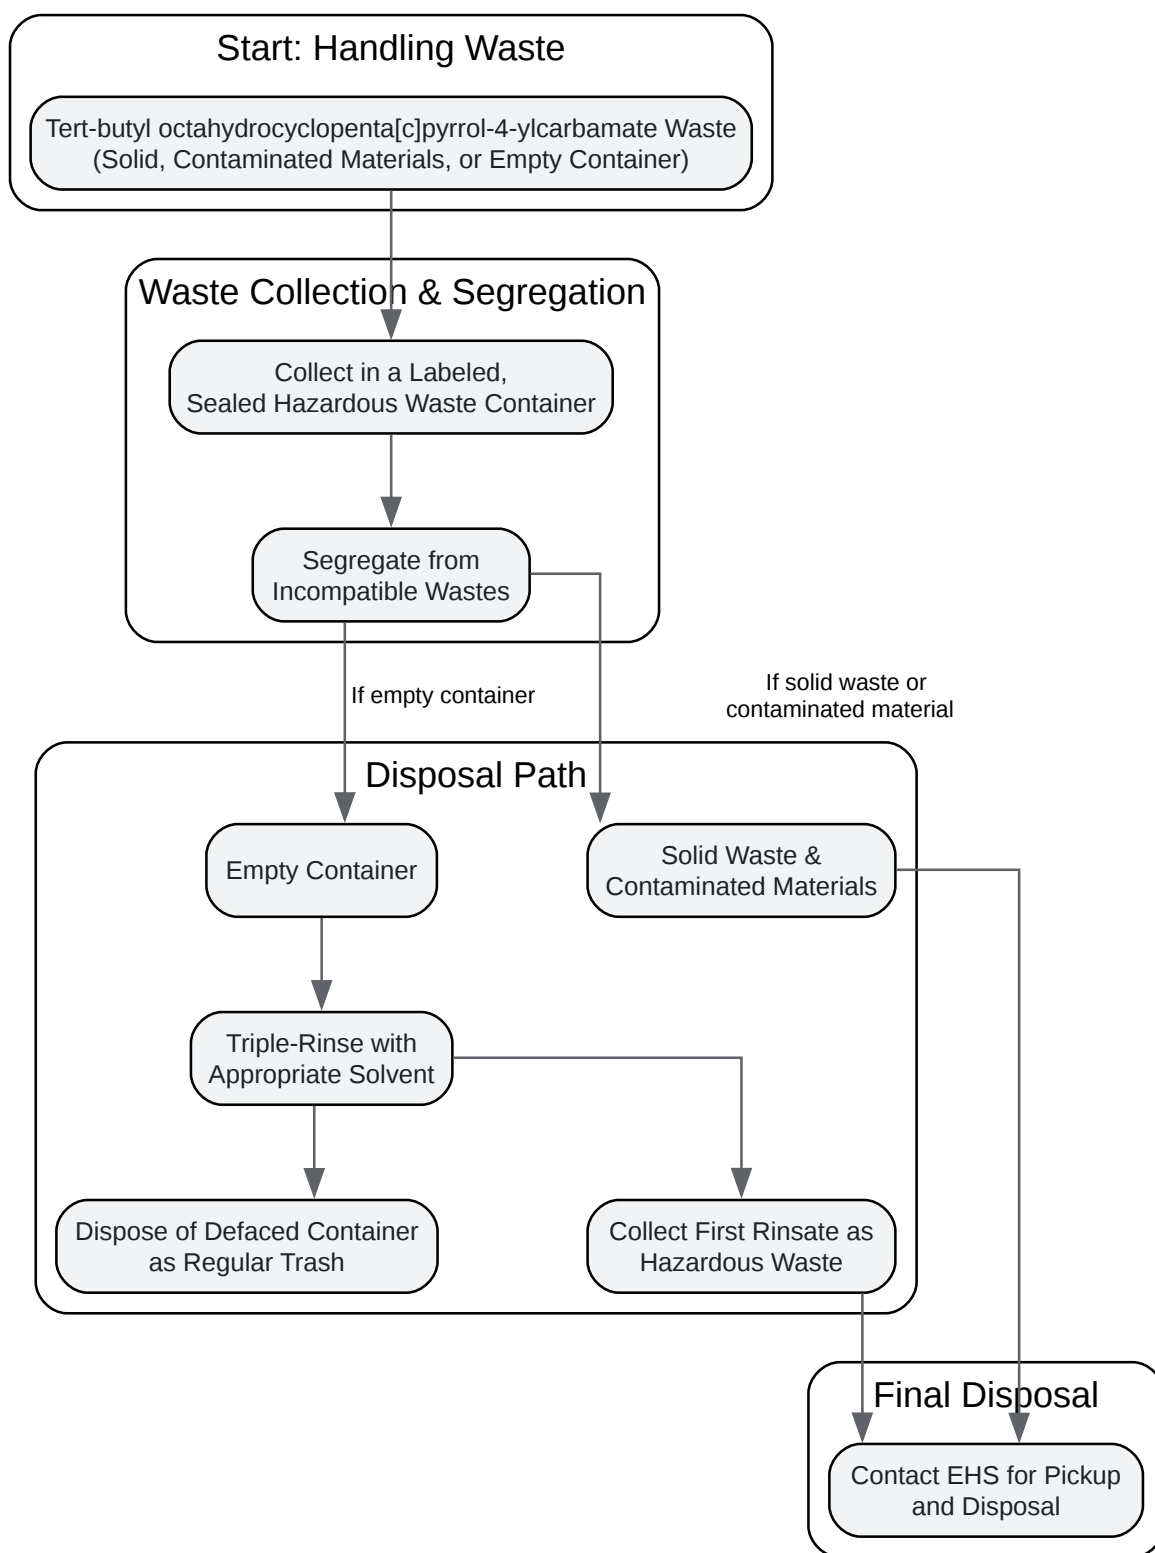 Start: Handling Waste
Tert-butyl octahydrocyclopenta[c]pyrrol-4-ylcarbamate Waste
(Solid, Contaminated Materials, or Empty Container)
Waste Collection & Segregation
Collect in a Labeled,
Sealed Hazardous Waste Container
Segregate from
Incompatible Wastes
If empty container
If solid waste or
contaminated material
Disposal Path
Empty Container
Solid Waste &
Contaminated Materials
Triple-Rinse with
Appropriate Solvent
Dispose of Defaced Container
as Regular Trash
Collect First Rinsate as
Hazardous Waste
Final Disposal
Contact EHS for Pickup
and Disposal